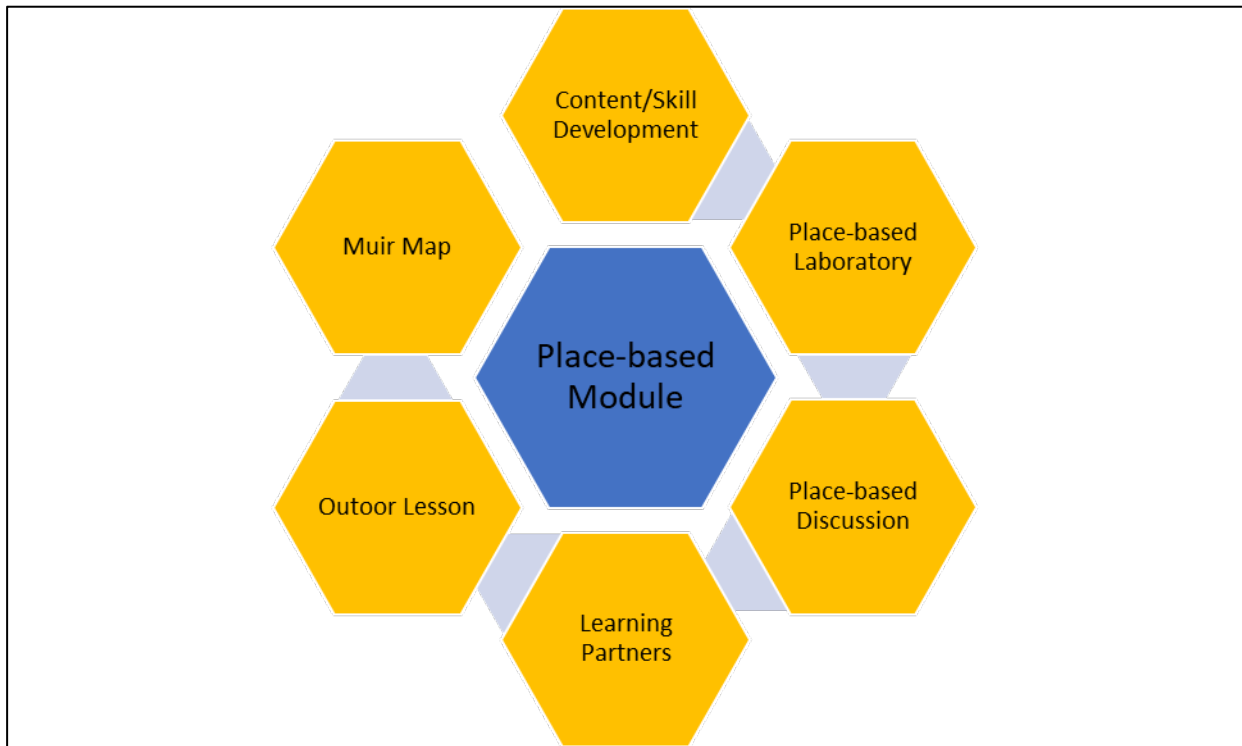 Content/Skill
Development
Place-based
Laboratory
Place-based
Discussion
Learning
Partners
Outoor Lesson
Muir Map
Place-based
Module